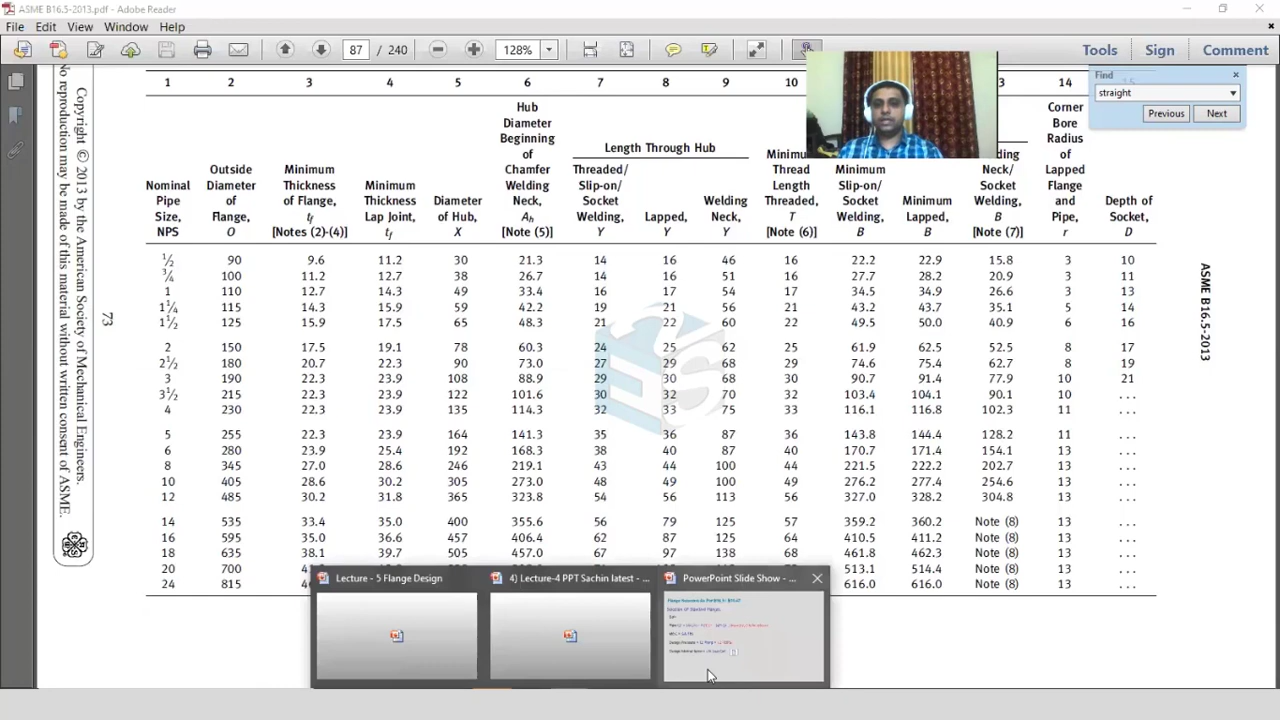 ASME B16.5-2013.pdf - Adobe Reader
File Edit View Window Help
87 / 240 128% Tools Sign Comment
Find
straight
Previous Next
Copyright © 2013 by the American Society of Mechanical Engineers.
No reproduction may be made of this material without written consent of ASME.
73
ASME B16.5-2013
1 2 3 4 5 6 7 8 9 10 3 14
Nominal Pipe Size, NPS
Outside Diameter of Flange, O
Minimum Thickness of Flange, tf [Notes (2)-(4)]
Minimum Thickness Lap Joint, tf
Diameter of Hub, X
Hub Diameter Beginning of Chamfer Welding Neck, Ah [Note (5)]
Length Through Hub
Threaded/ Slip-on/ Socket Welding, Y
Lapped, Y
Welding Neck, Y
Thread Length Threaded, T [Note (6)]
Minimum Slip-on/ Socket Welding, B
Minimum Lapped, B
Neck/ Socket Welding, B [Note (7)]
Corner Bore Radius of Lapped Flange and Pipe, r
Depth of Socket, D
½ 90 9.6 11.2 30 21.3 14 16 46 16 22.2 22.9 15.8 3 10
¾ 100 11.2 12.7 38 26.7 14 16 51 16 27.7 28.2 20.9 3 11
1 110 12.7 14.3 49 33.4 16 17 54 17 34.5 34.9 26.6 3 13
1¼ 115 14.3 15.9 59 42.2 19 21 56 21 43.2 43.7 35.1 5 14
1½ 125 15.9 17.5 65 48.3 21 22 60 22 49.5 50.0 40.9 6 16
2 150 17.5 19.1 78 60.3 24 25 62 25 61.9 62.5 52.5 8 17
2½ 180 20.7 22.3 90 73.0 27 29 68 29 74.6 75.4 62.7 8 19
3 190 22.3 23.9 108 88.9 29 30 68 30 90.7 91.4 77.9 10 21
3½ 215 22.3 23.9 122 101.6 30 32 70 32 103.4 104.1 90.1 10 . . .
4 230 22.3 23.9 135 114.3 32 33 75 33 116.1 116.8 102.3 11 . . .
5 255 22.3 23.9 164 141.3 35 36 87 36 143.8 144.4 128.2 11 . . .
6 280 23.9 25.4 192 168.3 38 40 87 40 170.7 171.4 154.1 13 . . .
8 345 27.0 28.6 246 219.1 43 44 100 44 221.5 222.2 202.7 13 . . .
10 405 28.6 30.2 305 273.0 48 49 100 49 276.2 277.4 254.6 13 . . .
12 485 30.2 31.8 365 323.8 54 56 113 56 327.0 328.2 304.8 13 . . .
14 535 33.4 35.0 400 355.6 56 79 125 57 359.2 360.2 Note (8) 13 . . .
16 595 35.0 36.6 457 406.4 62 87 125 64 410.5 411.2 Note (8) 13 . . .
18 635 38.1 39.7 505 457.0 67 97 138 68 461.8 462.3 Note (8) 13 . . .
20 700 513.1 514.4 Note (8) 13 . . .
24 815 616.0 616.0 Note (8) 13 . . .
Lecture - 5 Flange Design
4) Lecture-4 PPT Sachin latest - ...
PowerPoint Slide Show - ...